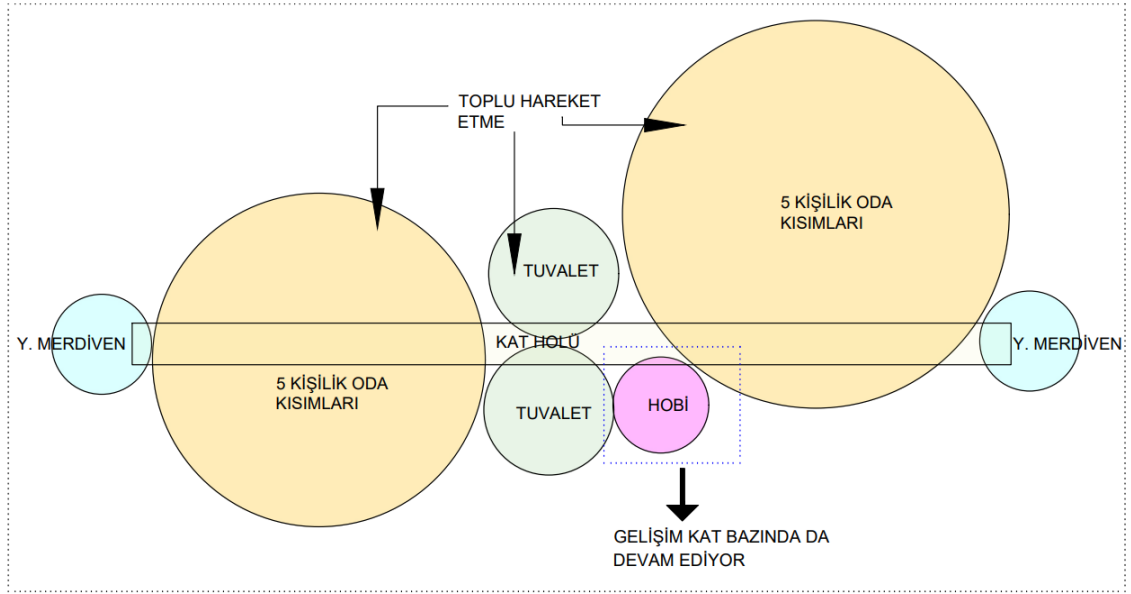 TOPLU HAREKET
ETME
5 KİŞİLİK ODA
KISIMLARI
TUVALET
Y. MERDİVEN
KAT HOLÜ
Y. MERDİVEN
5 KİŞİLİK ODA
KISIMLARI
TUVALET
HOBİ
GELİŞİM KAT BAZINDA DA
DEVAM EDİYOR